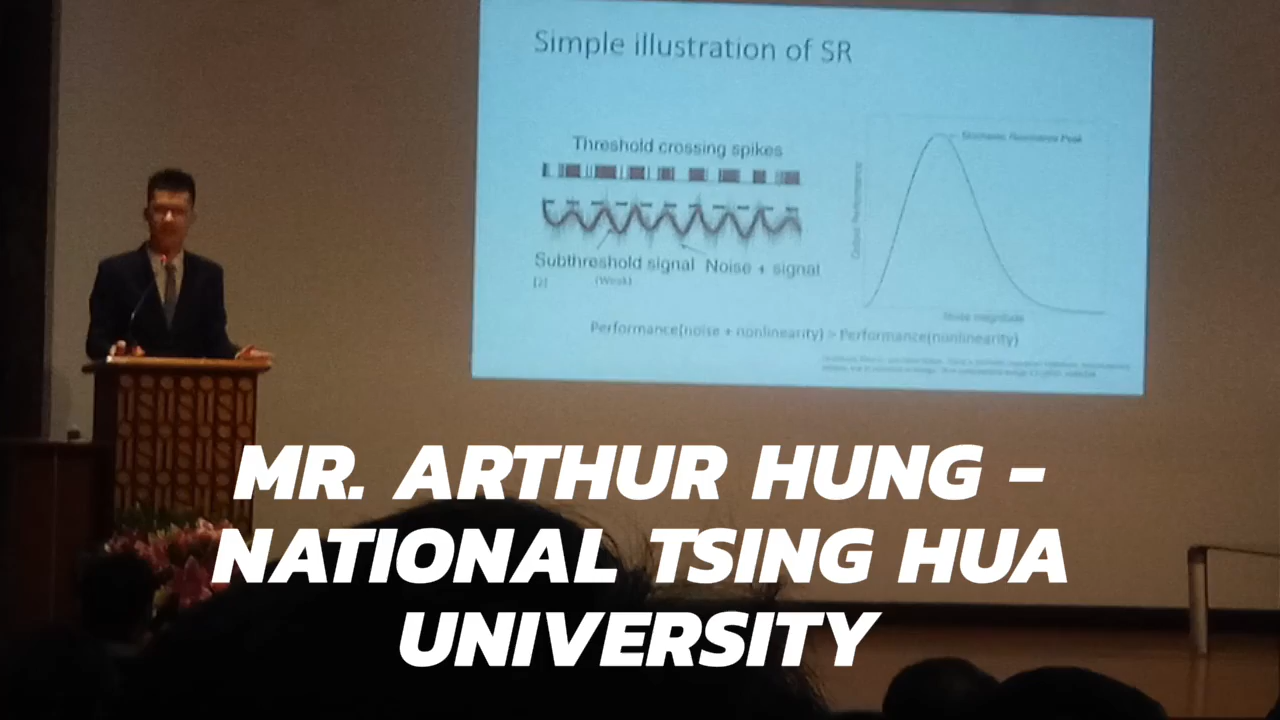 Simple illustration of SR
Threshold crossing spikes
Subthreshold signal Noise + signal
[2] (Weak)
Stochastic Resonance Peak
Output Performance
Noise magnitude
Performance(noise + nonlinearity) > Performance(nonlinearity)
MR. ARTHUR HUNG -
NATIONAL TSING HUA
UNIVERSITY